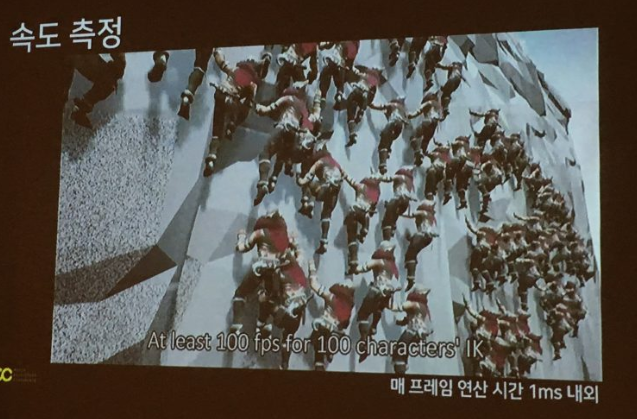 속도 측정
At least 100 fps for 100 characters' IK
매 프레임 연산 시간 1ms 내외